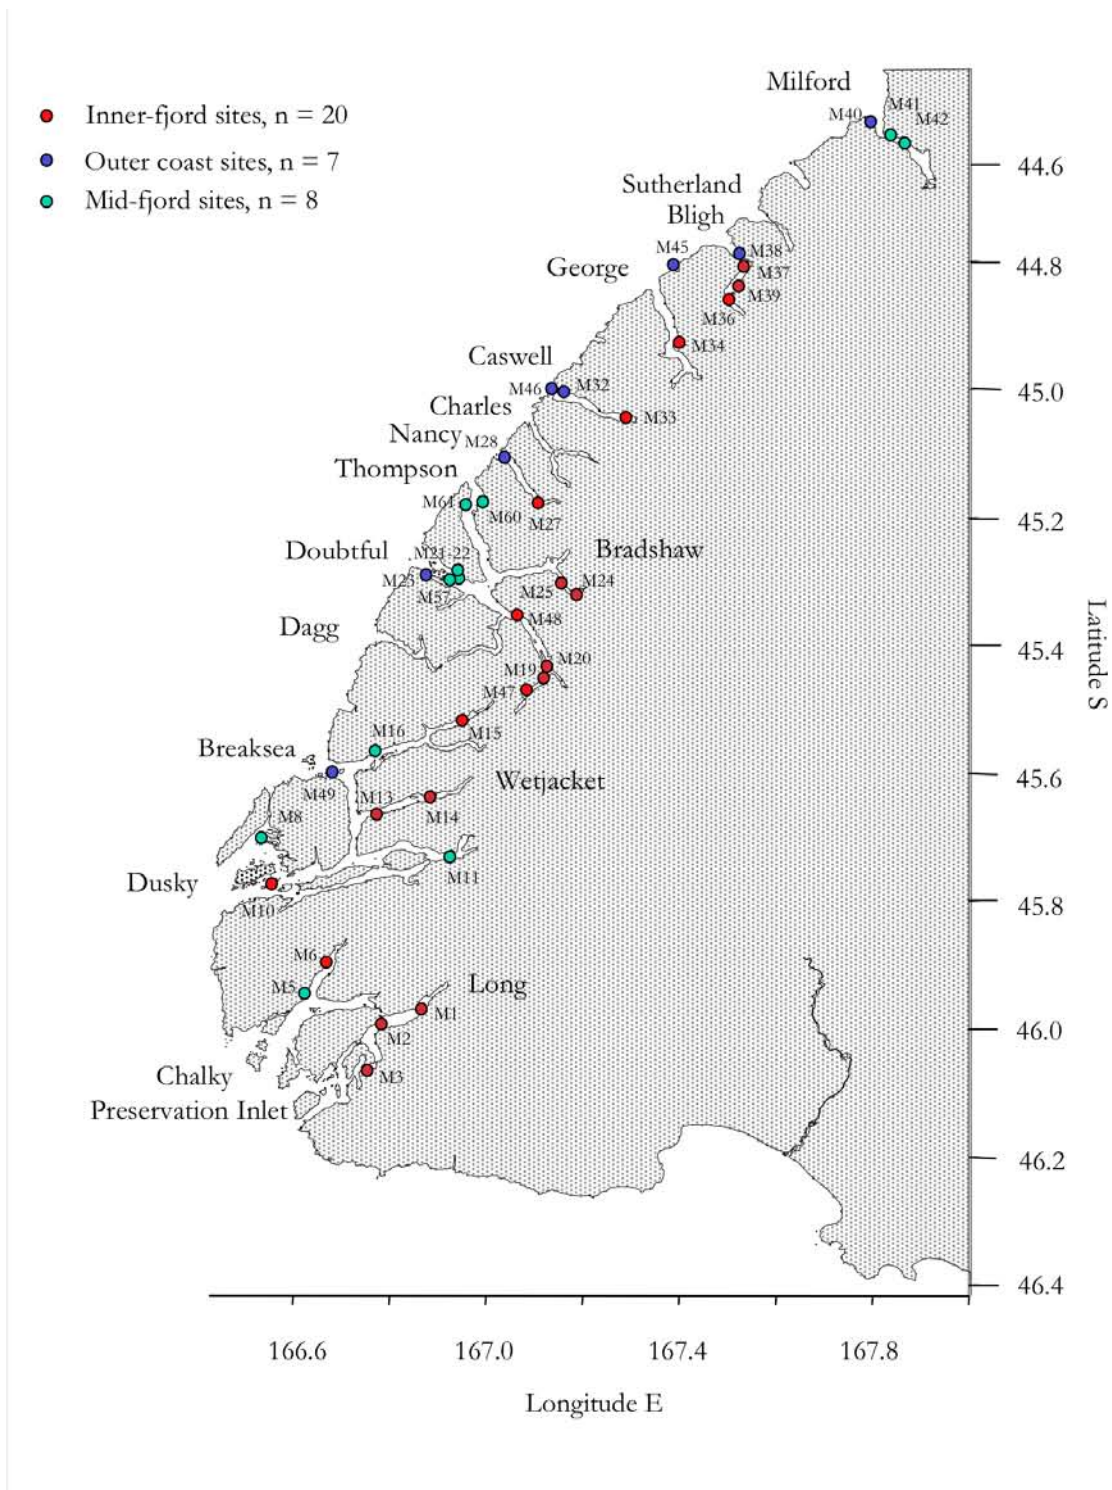 Milford
Inner-fjord sites, n = 20
M40
M41
M42
Outer coast sites, n = 7
44.6
Mid-fjord sites, n = 8
Sutherland
Bligh
M45
M38
44.8
George
M37
M39
M36
M34
Caswell
M46
M32
45.0
Charles
M33
Nancy
M28
Thompson
M61
M60
M27
45.2
Doubtful
M21-22
Bradshaw
M23
M24
M25
M57
Latitude S
Dagg
M48
45.4
M20
M19
M47
M16
M15
Breaksea
45.6
Wetjacket
M49
M13
M14
M8
M11
Dusky
45.8
M10
M6
M5
Long
M1
46.0
M2
Chalky
M3
Preservation Inlet
46.2
46.4
166.6
167.0
167.4
167.8
Longitude E